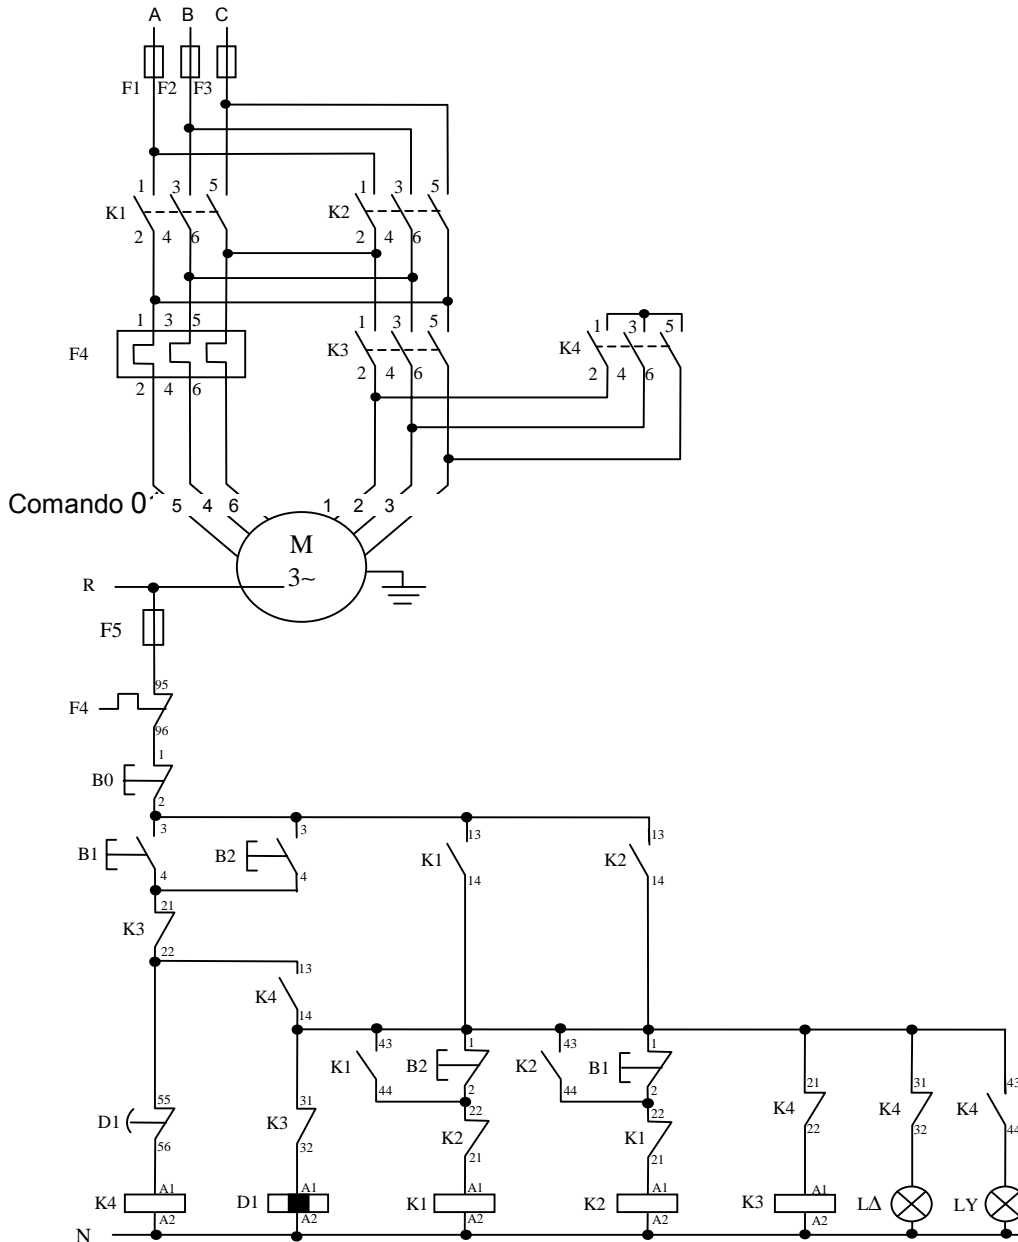 A B C
F1 F2 F3
1 3 5 1 3 5
K1 K2
2 4 6 2 4 6
1 3 5 1 3 5 1 3 5
F4 K3 K4
2 4 6 2 4 6 2 4 6
Comando 01 5 4 6 1 2 3
M
3~
R
F5
95
F4
96
1
B0
2
3 3 13 13
B1 B2 K1 K2
4 4 14 14
21
K3
22
13
K4
14
43 1 43 1
K1 B2 K2 B1
44 2 44 2
55 31 22 22 21 31 43
D1 K3 K2 K1 K4 K4 K4
56 32 21 21 22 32 44
A1 A1 A1 A1 A1
K4 D1 K1 K2 K3 LΔ LY
A2 A2 A2 A2 A2
N